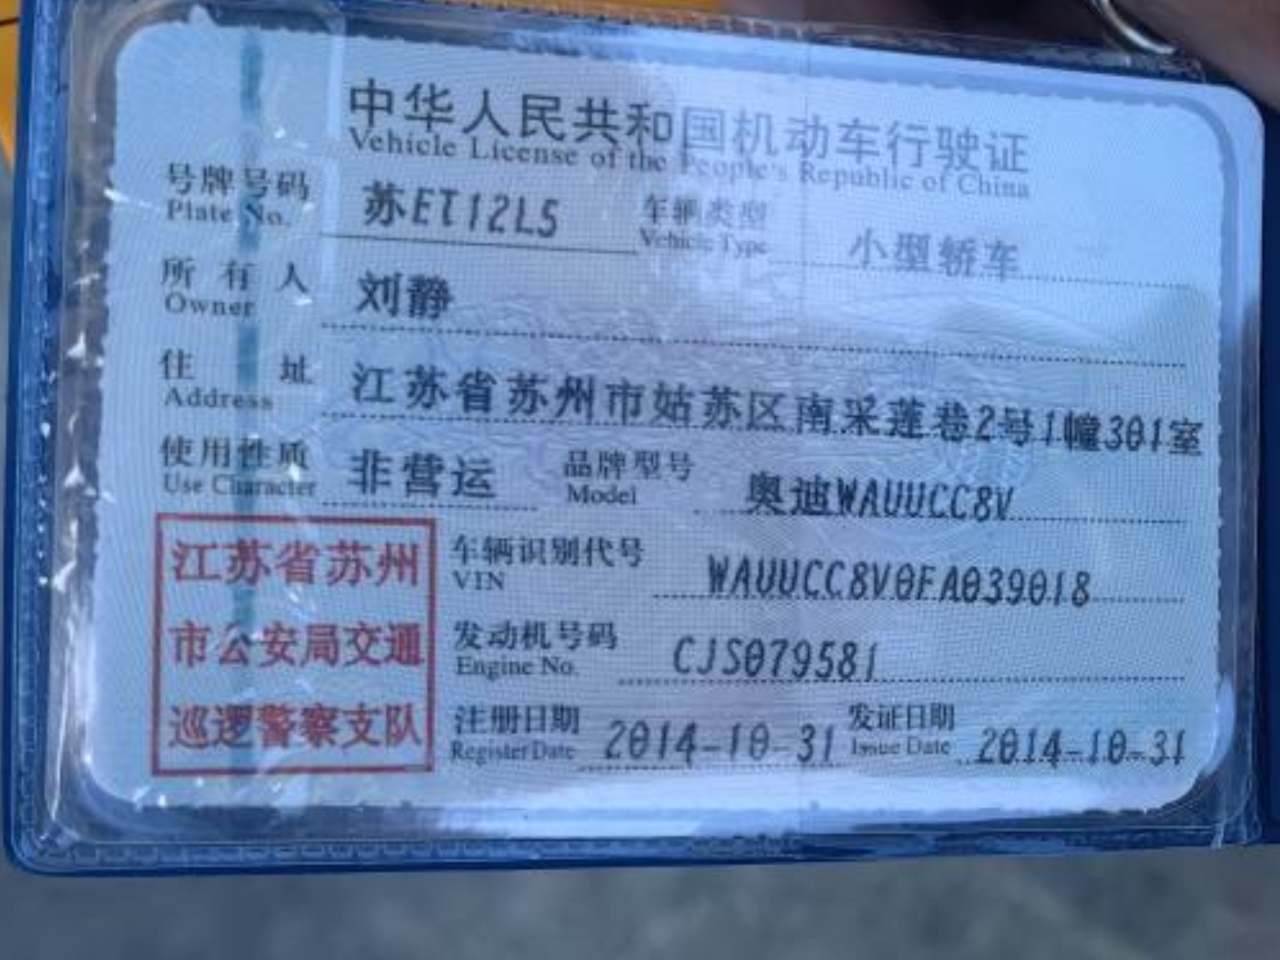 中华人民共和国机动车行驶证
Vehicle License of the People's Republic of China
号牌号码 苏ET12L5 车辆类型 小型轿车
Plate No. Vehicle Type
所有人 刘静
Owner
住址 江苏省苏州市姑苏区南采莲巷2号1幢301室
Address
使用性质 非营运 品牌型号 奥迪WAUUCC8V
Use Character Model
江苏省苏州
市公安局交通
巡逻警察支队
车辆识别代号 WAUUCC8V0FA039018
VIN
发动机号码 CJS079581
Engine No.
注册日期 2014-10-31 发证日期 2014-10-31
Register Date Issue Date